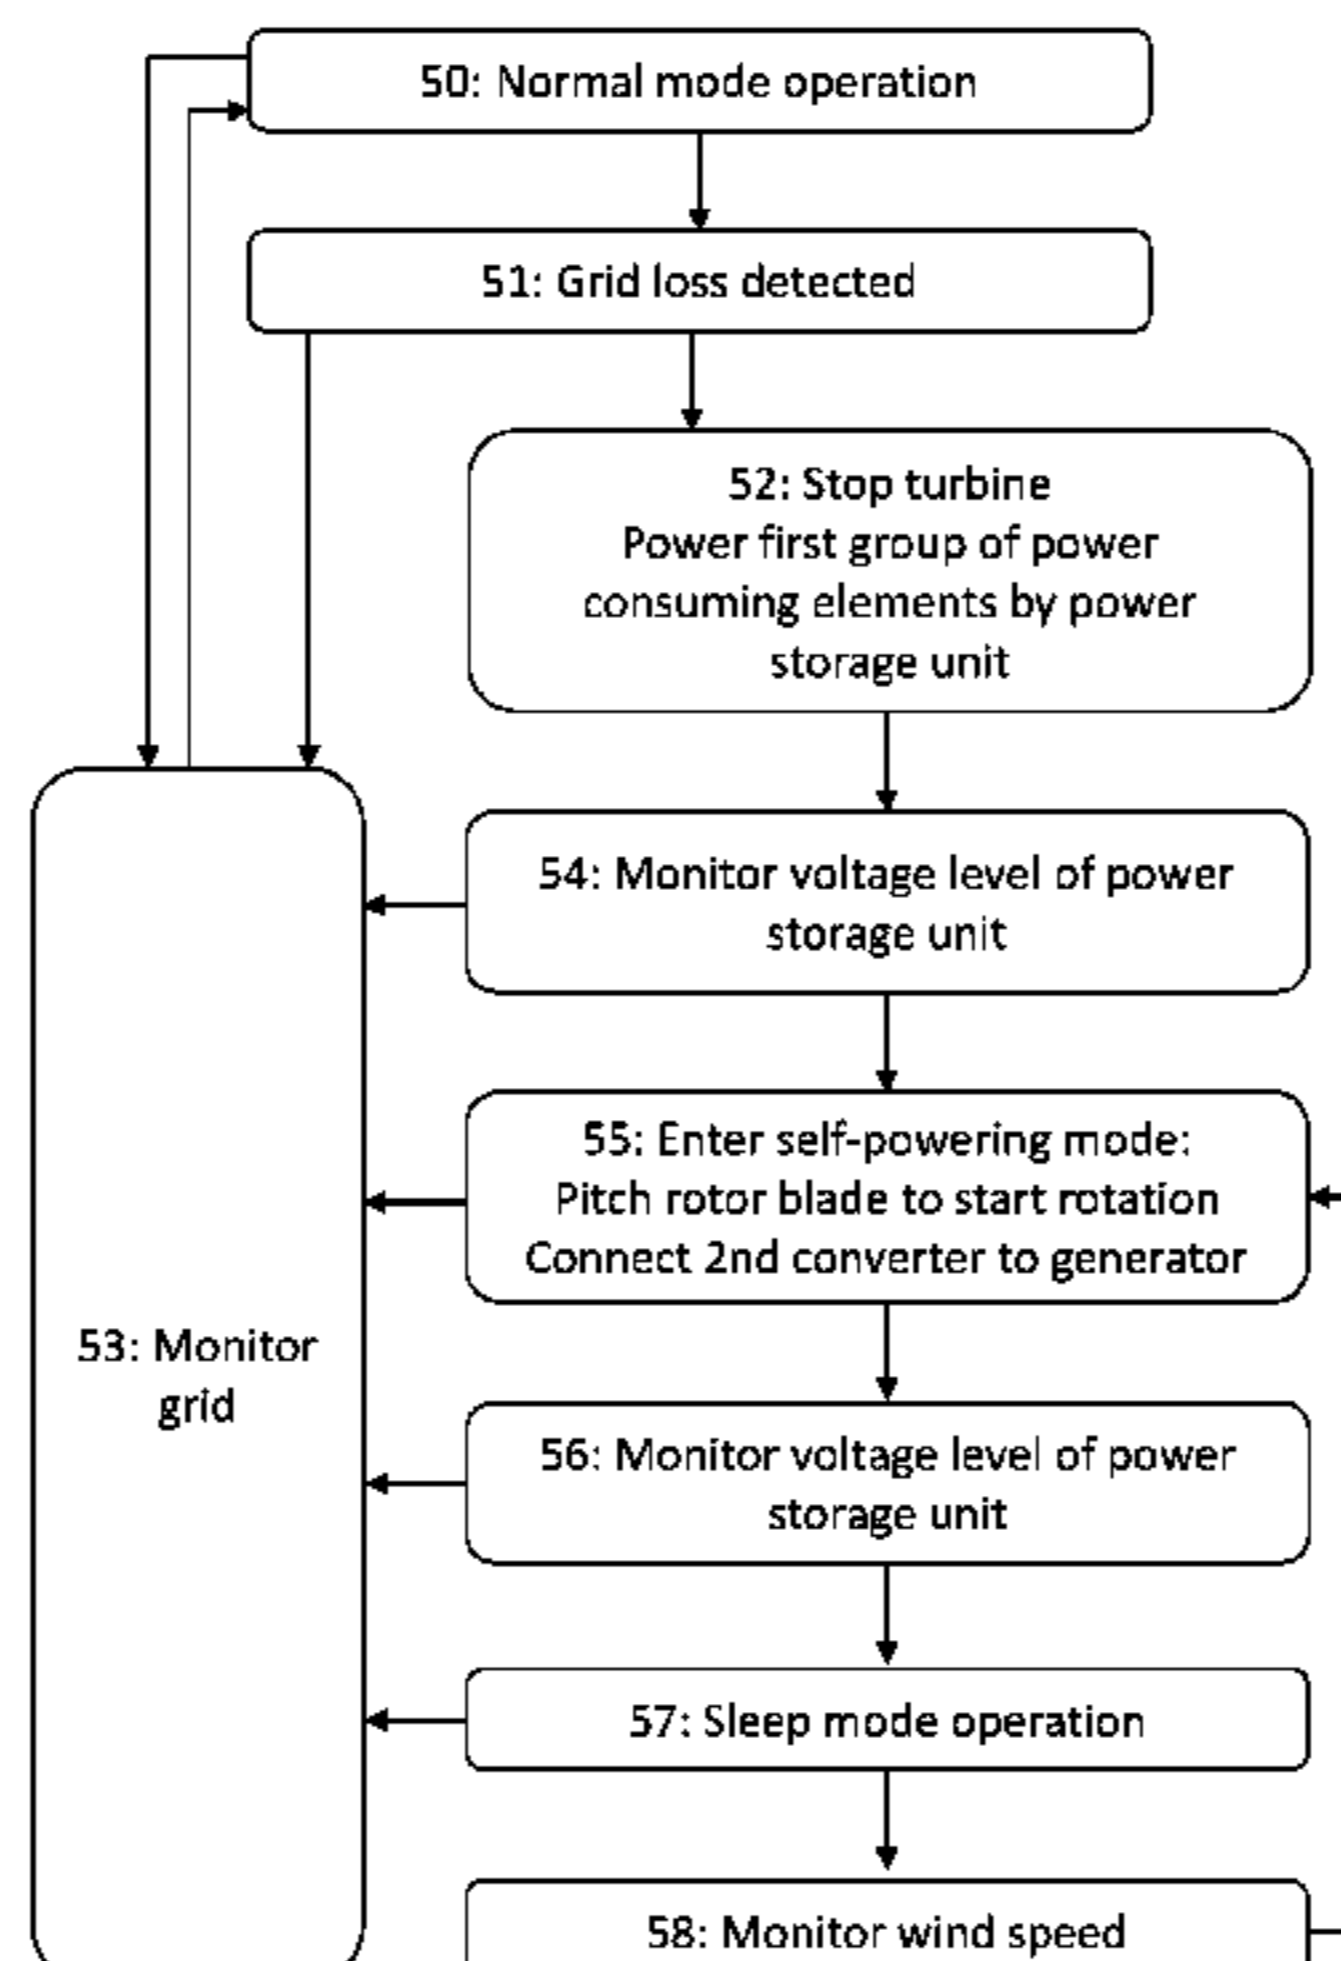 50: Normal mode operation
51: Grid loss detected
52: Stop turbine
Power first group of power
consuming elements by power
storage unit
54: Monitor voltage level of power
storage unit
55: Enter self-powering mode:
Pitch rotor blade to start rotation
Connect 2nd converter to generator
53: Monitor
grid
56: Monitor voltage level of power
storage unit
57: Sleep mode operation
58: Monitor wind speed